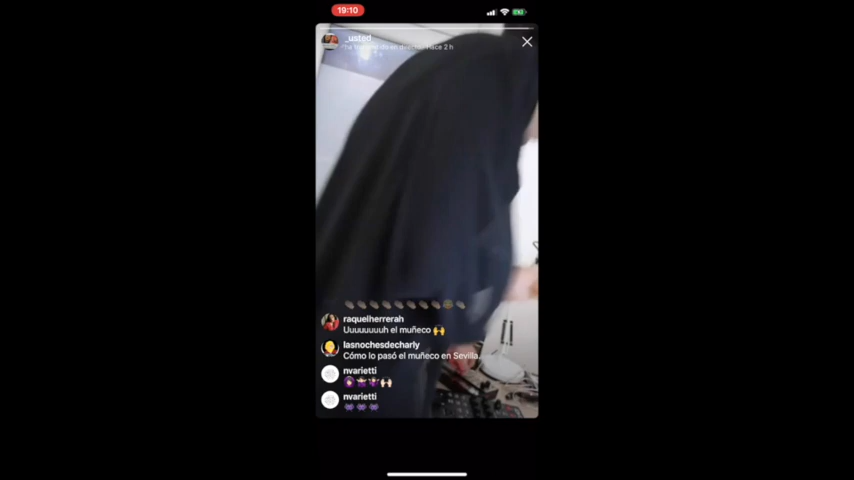 19:10
_usted
Hace 2 h
raquelherrerah
Uuuuuuuuh el muñeco 🙌
lasnochesdecharly
Cómo lo pasó el muñeco en Sevilla.
nvarietti
nvarietti
👾👾👾